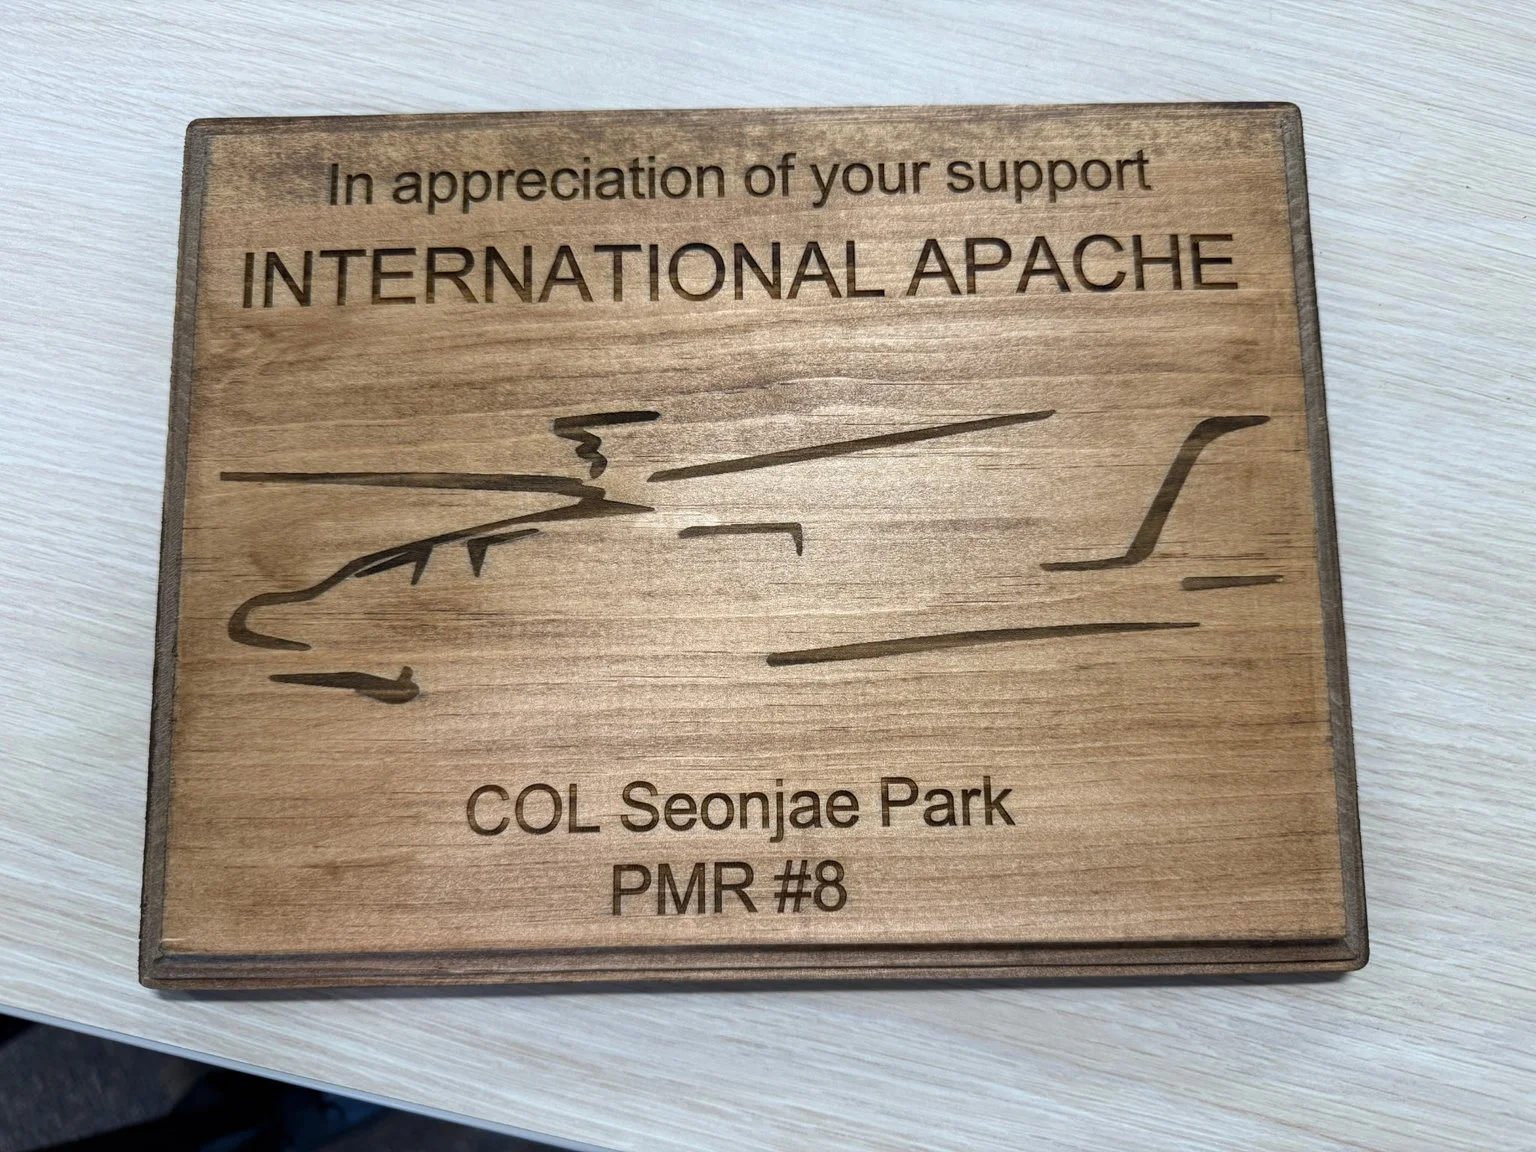 In appreciation of your support
INTERNATIONAL APACHE
COL Seonjae Park
PMR #8